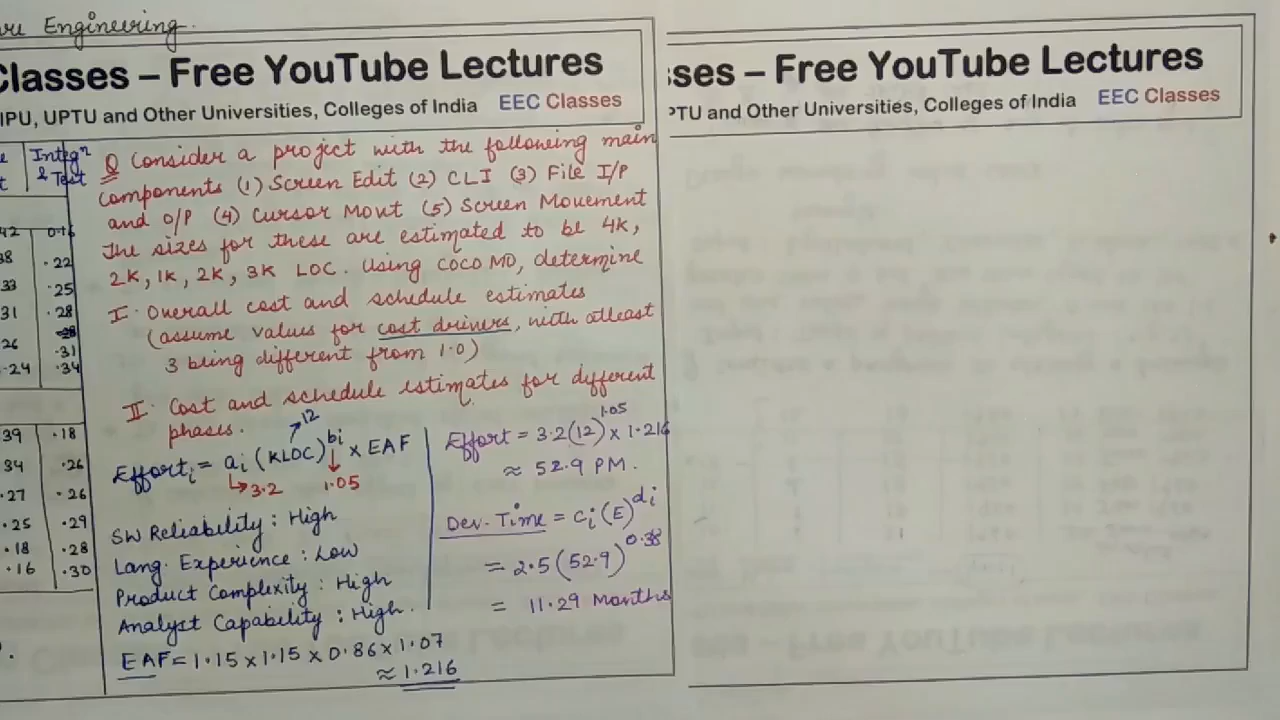 Engineering.
Classes – Free YouTube Lectures
IPU, UPTU and Other Universities, Colleges of India EEC Classes
Integⁿ
& Test
42 0.16
38 .22
33 .25
31 .28
26 .31
.24 .34
39 .18
34 .26
.27 .26
.25 .29
.18 .28
.16 .30
Q Consider a project with the following main
components (1) Screen Edit (2) CLI (3) File I/P
and O/P (4) Cursor Movt (5) Screen Movement
The sizes for these are estimated to be 4K,
2K, 1K, 2K, 3K LOC. Using COCOMO, determine
I. Overall cost and schedule estimates
(assume values for cost drivers, with atleast
3 being different from 1.0)
II. Cost and schedule estimates for different
phases.
12
Effort_i = a_i (KLOC)^bi × EAF
↳3.2 1.05
SW Reliability : High
Lang. Experience : Low
Product Complexity : High
Analyst Capability : High.
EAF = 1.15 × 1.15 × 0.86 × 1.07
≈ 1.216
Effort = 3.2(12)^1.05 × 1.216
≈ 52.9 PM.
Dev. Time = C_i (E)^di
= 2.5 (52.9)^0.38
= 11.29 Months
sses – Free YouTube Lectures
PTU and Other Universities, Colleges of India EEC Classes